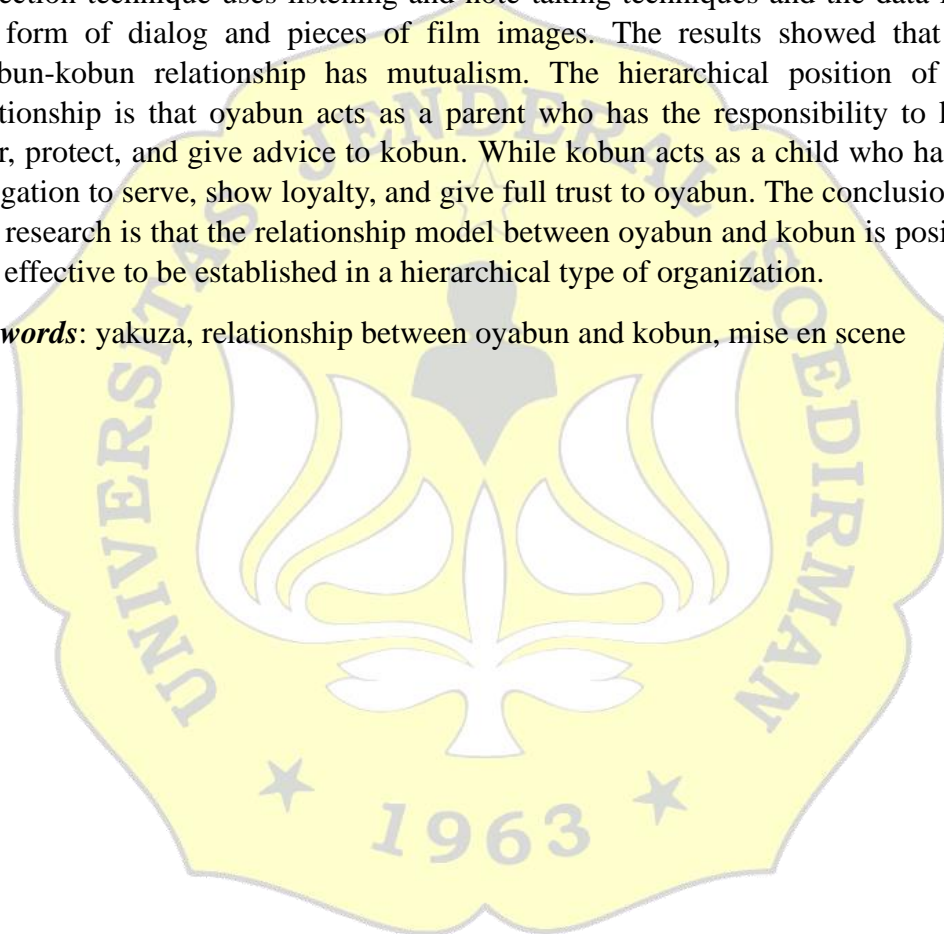 ection technique uses listening and note taking techniques and the data
form of dialog and pieces of film images. The results showed that
bun-kobun relationship has mutualism. The hierarchical position of
tionship is that oyabun acts as a parent who has the responsibility to
r, protect, and give advice to kobun. While kobun acts as a child who ha
gation to serve, show loyalty, and give full trust to oyabun. The conclusio
research is that the relationship model between oyabun and kobun is posi
effective to be established in a hierarchical type of organization.
words: yakuza, relationship between oyabun and kobun, mise en scene
UNIVERSITAS JENDERAL SOEDIRMAN
1963